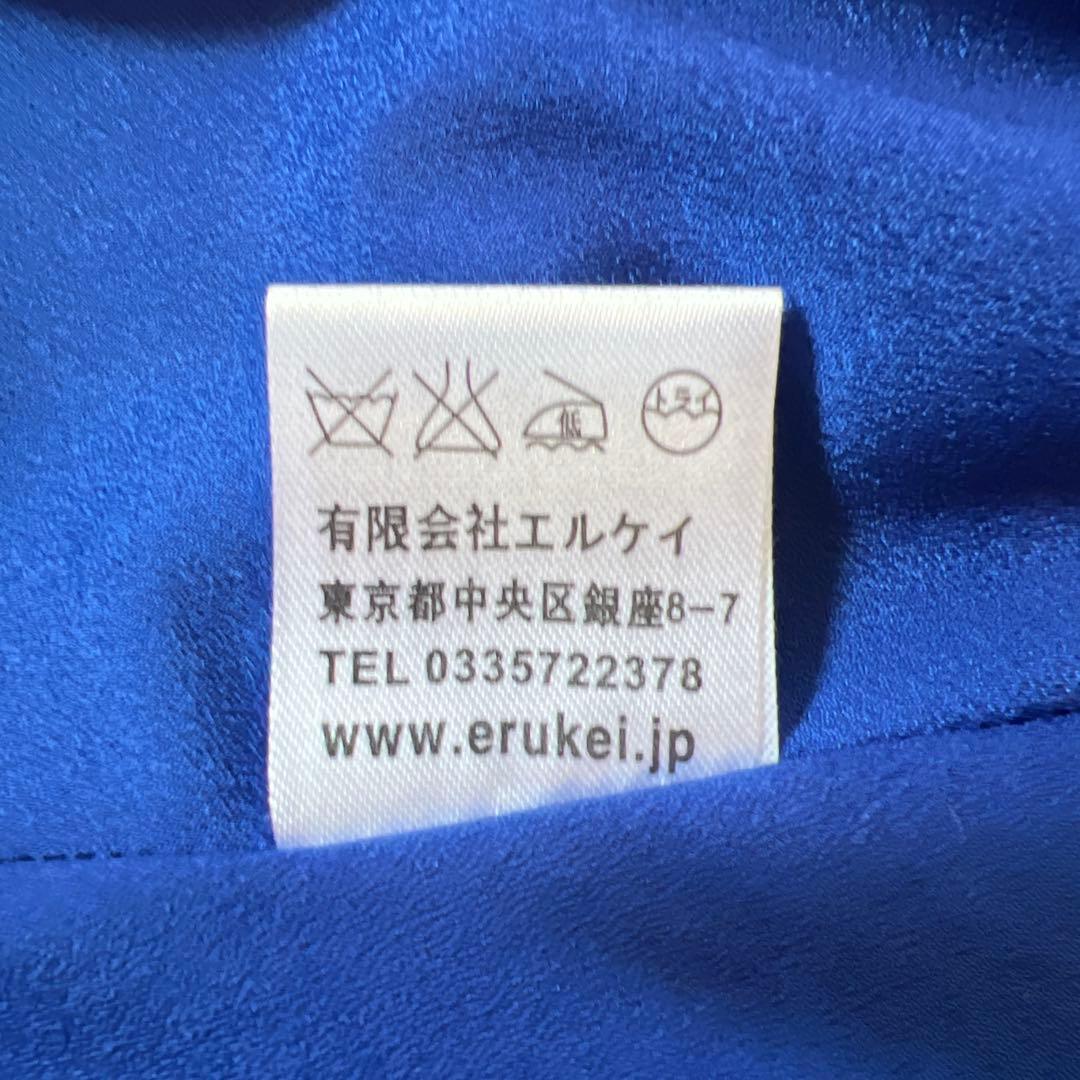 低 ドライ
有限会社エルケイ
東京都中央区銀座8-7
TEL 0335722378
www.erukei.jp